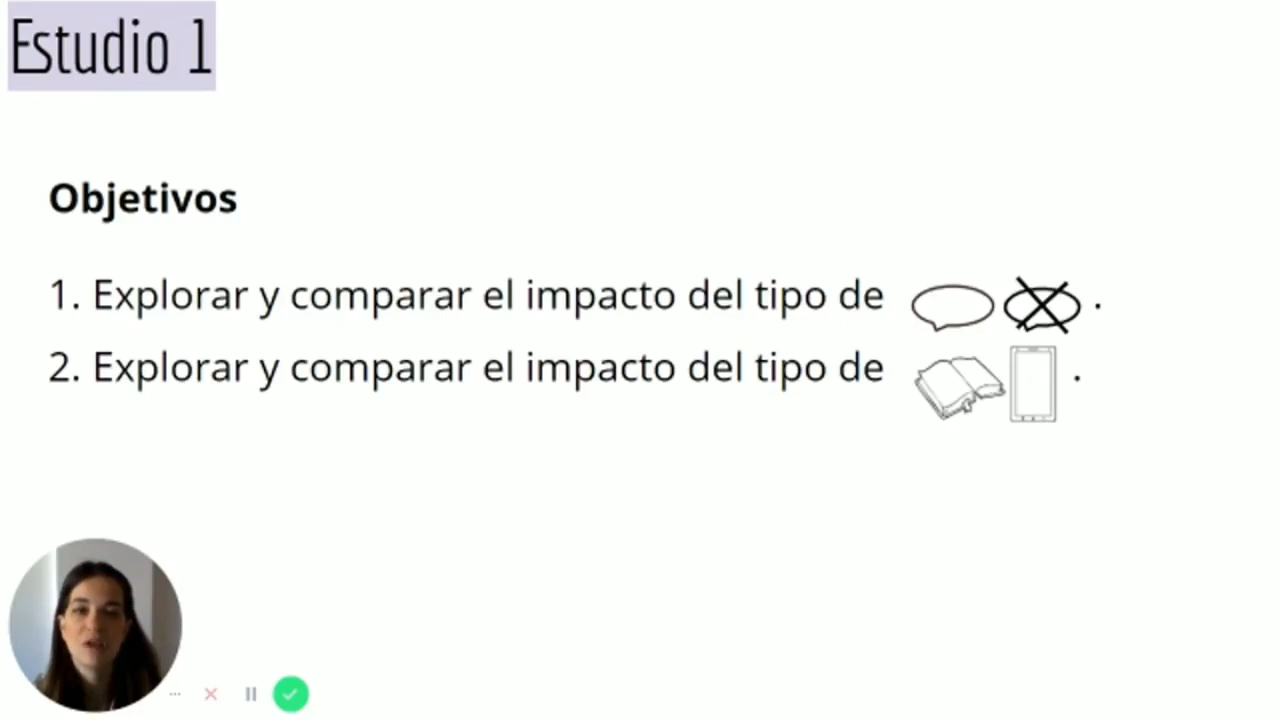 Estudio 1
Objetivos
1. Explorar y comparar el impacto del tipo de .
2. Explorar y comparar el impacto del tipo de .